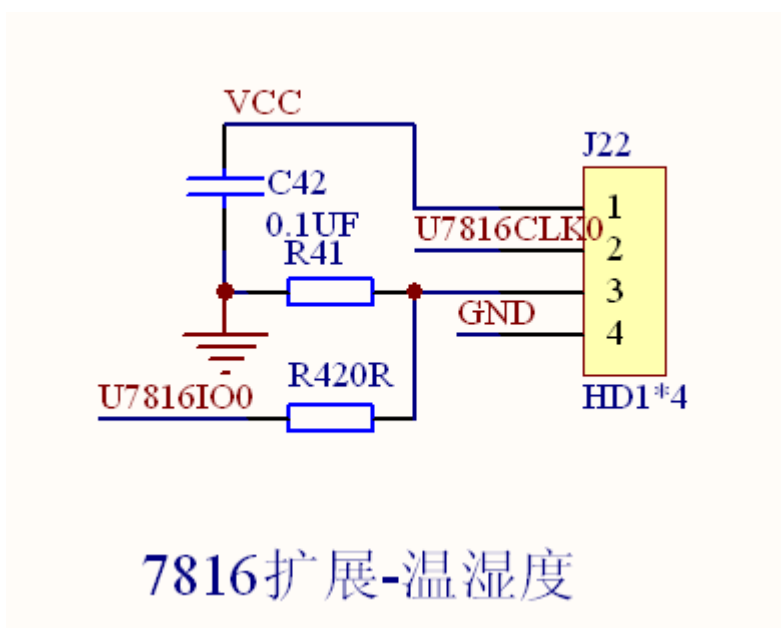 VCC
J22
C42
0.1UF
1
U7816CLK0
2
R41
3
GND
4
R420R
U7816IO0
HD1*4
7816扩展-温湿度